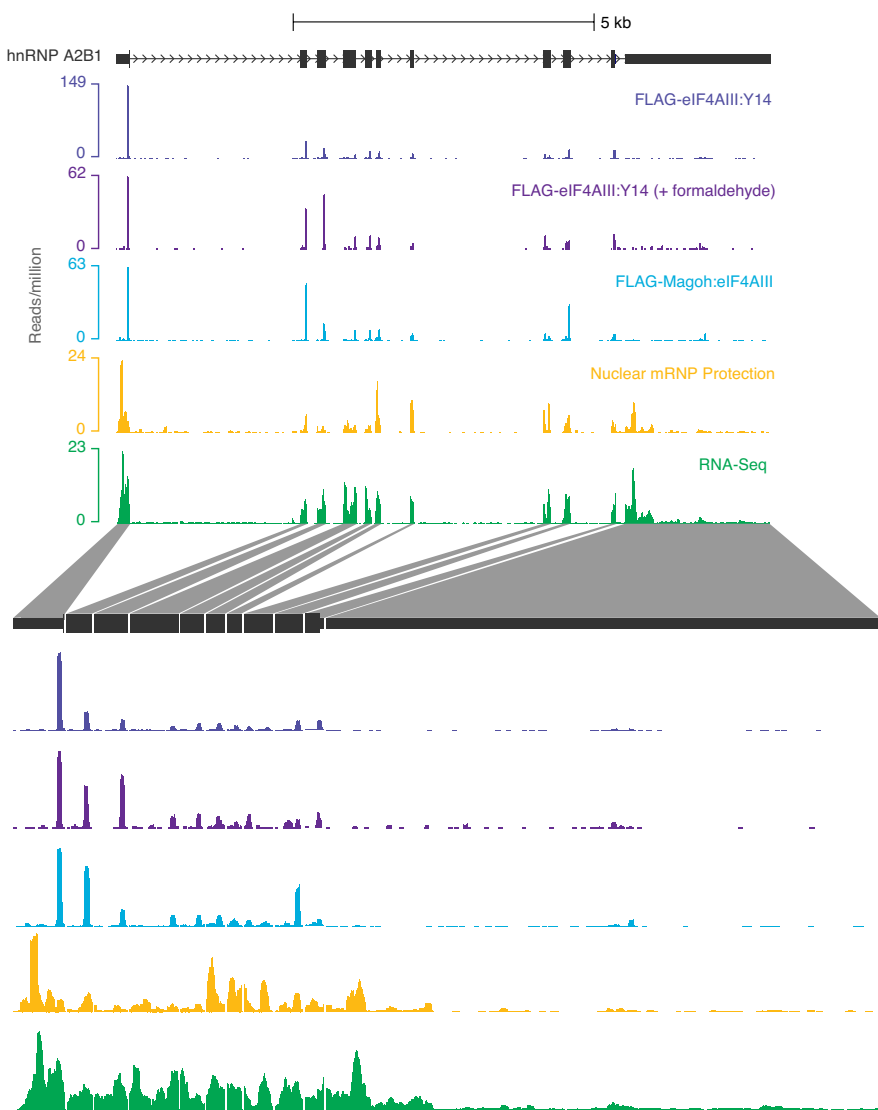 5 kb
hnRNP A2B1
149
FLAG-eIF4AIII:Y14
0
62
FLAG-eIF4AIII:Y14 (+ formaldehyde)
0
Reads/million
63
FLAG-Magoh:eIF4AIII
0
24
Nuclear mRNP Protection
0
23
RNA-Seq
0